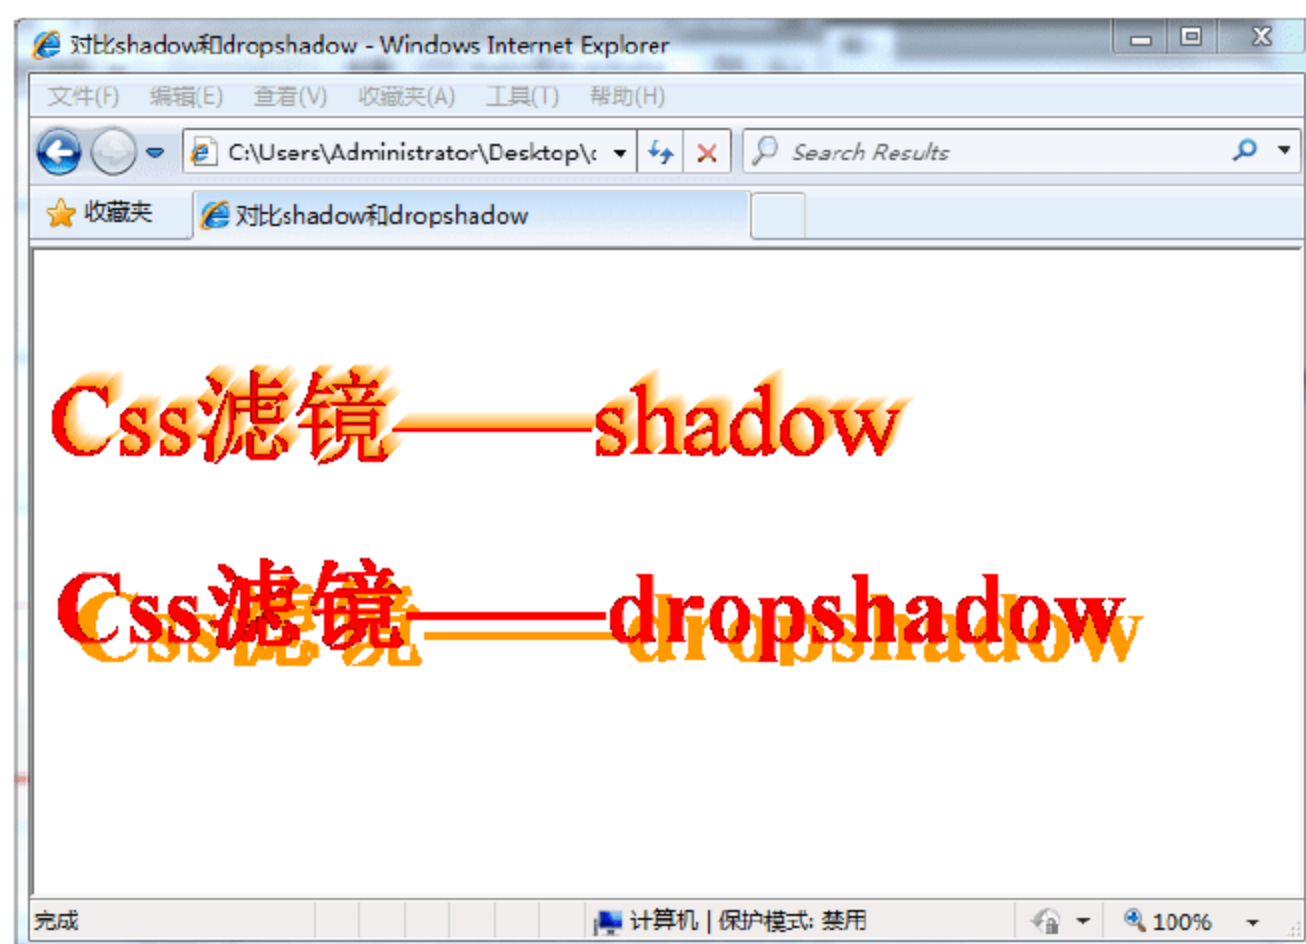 对比shadow和dropshadow - Windows Internet Explorer
文件(F) 编辑(E) 查看(V) 收藏夹(A) 工具(T) 帮助(H)
C:\Users\Administrator\Desktop\c Search Results
收藏夹 对比shadow和dropshadow
Css滤镜——shadow
Css滤镜——dropshadow
完成 计算机 | 保护模式: 禁用 100%